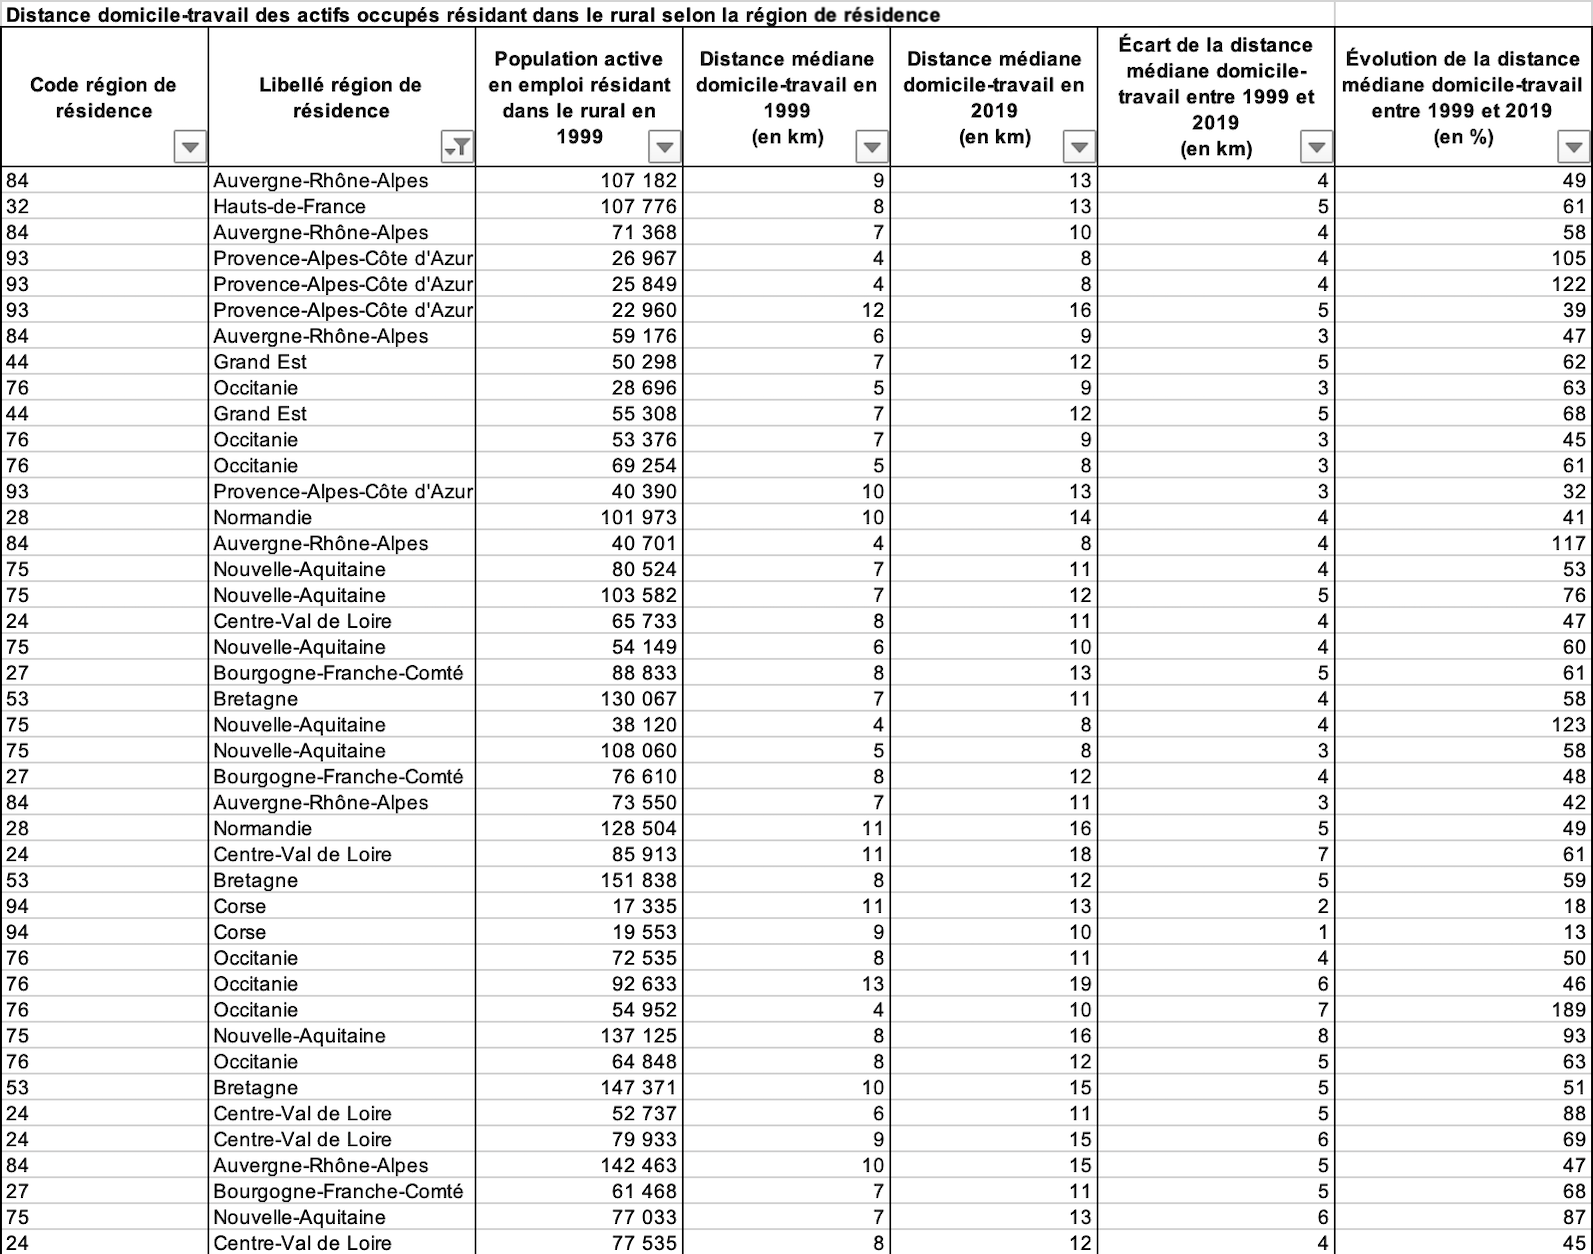 Distance domicile-travail des actifs occupés résidant dans le rural selon la région de résidence
Code région de résidence | Libellé région de résidence | Population active en emploi résidant dans le rural en 1999 | Distance médiane domicile-travail en 1999 (en km) | Distance médiane domicile-travail en 2019 (en km) | Écart de la distance médiane domicile-travail entre 1999 et 2019 (en km) | Évolution de la distance médiane domicile-travail entre 1999 et 2019 (en %)
84 Auvergne-Rhône-Alpes 107 182 9 13 4 49
32 Hauts-de-France 107 776 8 13 5 61
84 Auvergne-Rhône-Alpes 71 368 7 10 4 58
93 Provence-Alpes-Côte d'Azur 26 967 4 8 4 105
93 Provence-Alpes-Côte d'Azur 25 849 4 8 4 122
93 Provence-Alpes-Côte d'Azur 22 960 12 16 5 39
84 Auvergne-Rhône-Alpes 59 176 6 9 3 47
44 Grand Est 50 298 7 12 5 62
76 Occitanie 28 696 5 9 3 63
44 Grand Est 55 308 7 12 5 68
76 Occitanie 53 376 7 9 3 45
76 Occitanie 69 254 5 8 3 61
93 Provence-Alpes-Côte d'Azur 40 390 10 13 3 32
28 Normandie 101 973 10 14 4 41
84 Auvergne-Rhône-Alpes 40 701 4 8 4 117
75 Nouvelle-Aquitaine 80 524 7 11 4 53
75 Nouvelle-Aquitaine 103 582 7 12 5 76
24 Centre-Val de Loire 65 733 8 11 4 47
75 Nouvelle-Aquitaine 54 149 6 10 4 60
27 Bourgogne-Franche-Comté 88 833 8 13 5 61
53 Bretagne 130 067 7 11 4 58
75 Nouvelle-Aquitaine 38 120 4 8 4 123
75 Nouvelle-Aquitaine 108 060 5 8 3 58
27 Bourgogne-Franche-Comté 76 610 8 12 4 48
84 Auvergne-Rhône-Alpes 73 550 7 11 3 42
28 Normandie 128 504 11 16 5 49
24 Centre-Val de Loire 85 913 11 18 7 61
53 Bretagne 151 838 8 12 5 59
94 Corse 17 335 11 13 2 18
94 Corse 19 553 9 10 1 13
76 Occitanie 72 535 8 11 4 50
76 Occitanie 92 633 13 19 6 46
76 Occitanie 54 952 4 10 7 189
75 Nouvelle-Aquitaine 137 125 8 16 8 93
76 Occitanie 64 848 8 12 5 63
53 Bretagne 147 371 10 15 5 51
24 Centre-Val de Loire 52 737 6 11 5 88
24 Centre-Val de Loire 79 933 9 15 6 69
84 Auvergne-Rhône-Alpes 142 463 10 15 5 47
27 Bourgogne-Franche-Comté 61 468 7 11 5 68
75 Nouvelle-Aquitaine 77 033 7 13 6 87
24 Centre-Val de Loire 77 535 8 12 4 45